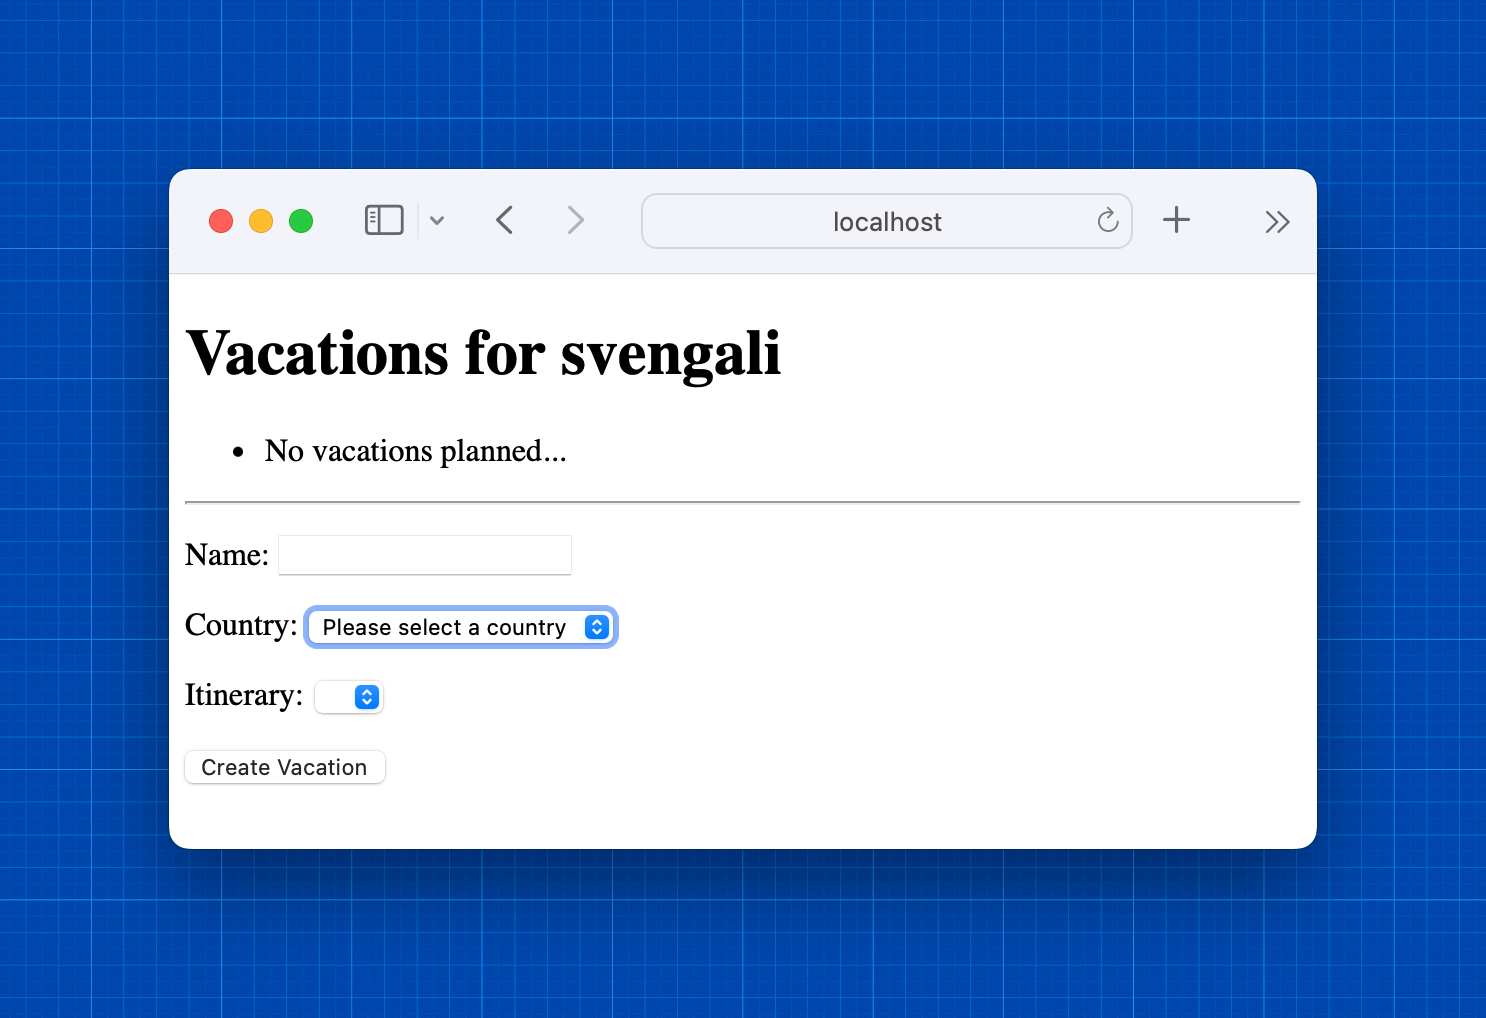 localhost
Vacations for svengali
• No vacations planned...
Name:
Country: Please select a country
Itinerary:
Create Vacation